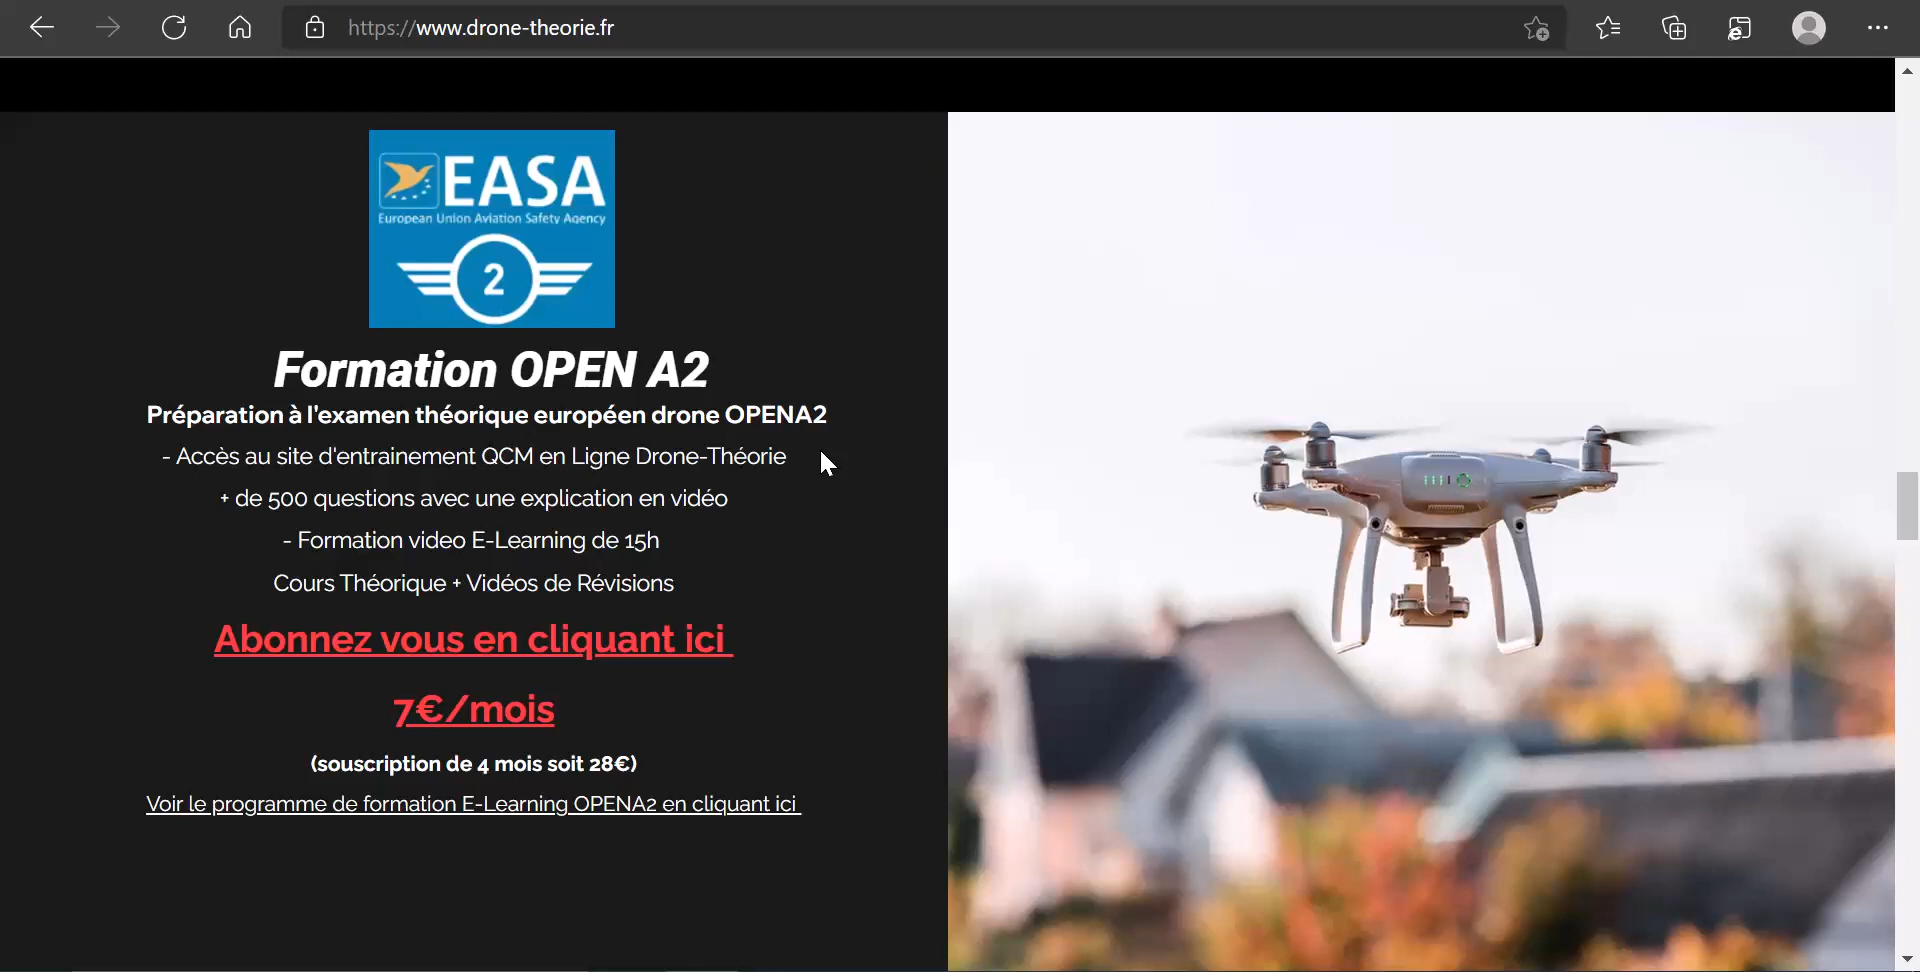 https://www.drone-theorie.fr
EASA
European Union Aviation Safety Agency
2
Formation OPEN A2
Préparation à l'examen théorique européen drone OPENA2
- Accès au site d'entrainement QCM en Ligne Drone-Théorie
+ de 500 questions avec une explication en vidéo
- Formation video E-Learning de 15h
Cours Théorique + Vidéos de Révisions
Abonnez vous en cliquant ici
7€/mois
(souscription de 4 mois soit 28€)
Voir le programme de formation E-Learning OPENA2 en cliquant ici